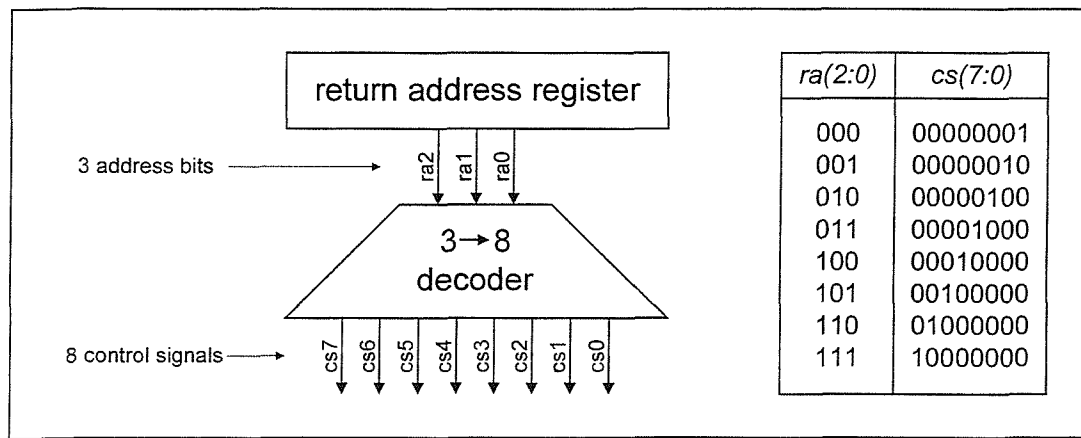 return address register
3 address bits
ra2 ra1 ra0
3→8
decoder
8 control signals
cs7 cs6 cs5 cs4 cs3 cs2 cs1 cs0
ra(2:0) cs(7:0)
000 00000001
001 00000010
010 00000100
011 00001000
100 00010000
101 00100000
110 01000000
111 10000000